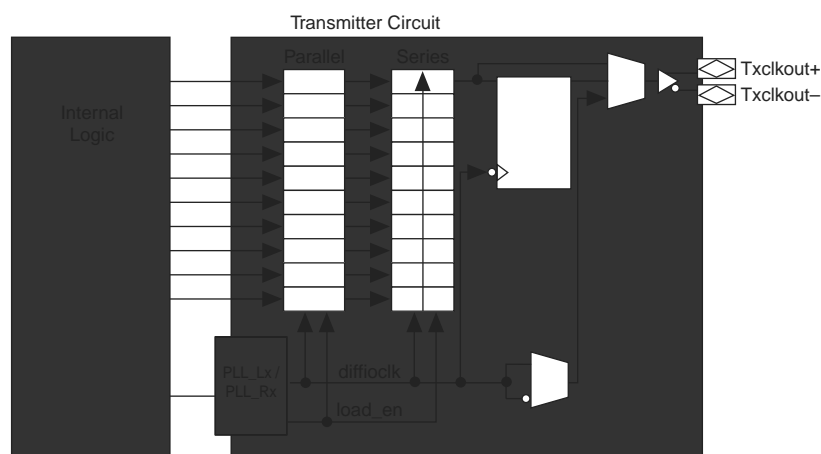 Transmitter Circuit
Parallel
Series
Txclkout+
Txclkout–
Internal
Logic
PLL_Lx /
PLL_Rx
diffioclk
load_en